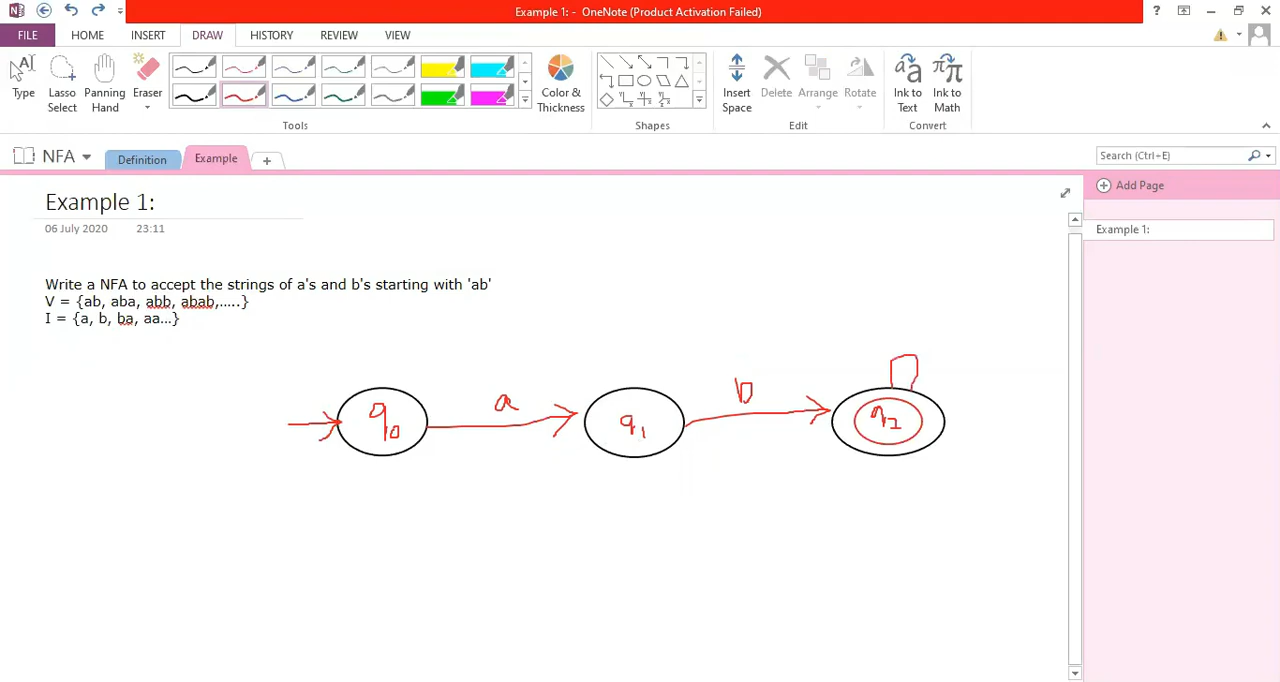 Example 1: - OneNote (Product Activation Failed)
FILE HOME INSERT DRAW HISTORY REVIEW VIEW
Type Lasso Select Panning Hand Eraser Color & Thickness Insert Space Delete Arrange Rotate Ink to Text Ink to Math
Tools Shapes Edit Convert
NFA Definition Example Search (Ctrl+E)
Add Page
Example 1:
Example 1:
06 July 2020 23:11
Write a NFA to accept the strings of a's and b's starting with 'ab'
V = {ab, aba, abb, abab,.....}
I = {a, b, ba, aa...}
a b
q0 q1 q2